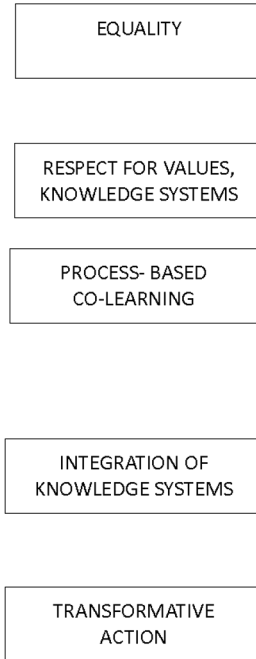 EQUALITY
RESPECT FOR VALUES,
KNOWLEDGE SYSTEMS
PROCESS- BASED
CO-LEARNING
INTEGRATION OF
KNOWLEDGE SYSTEMS
TRANSFORMATIVE
ACTION